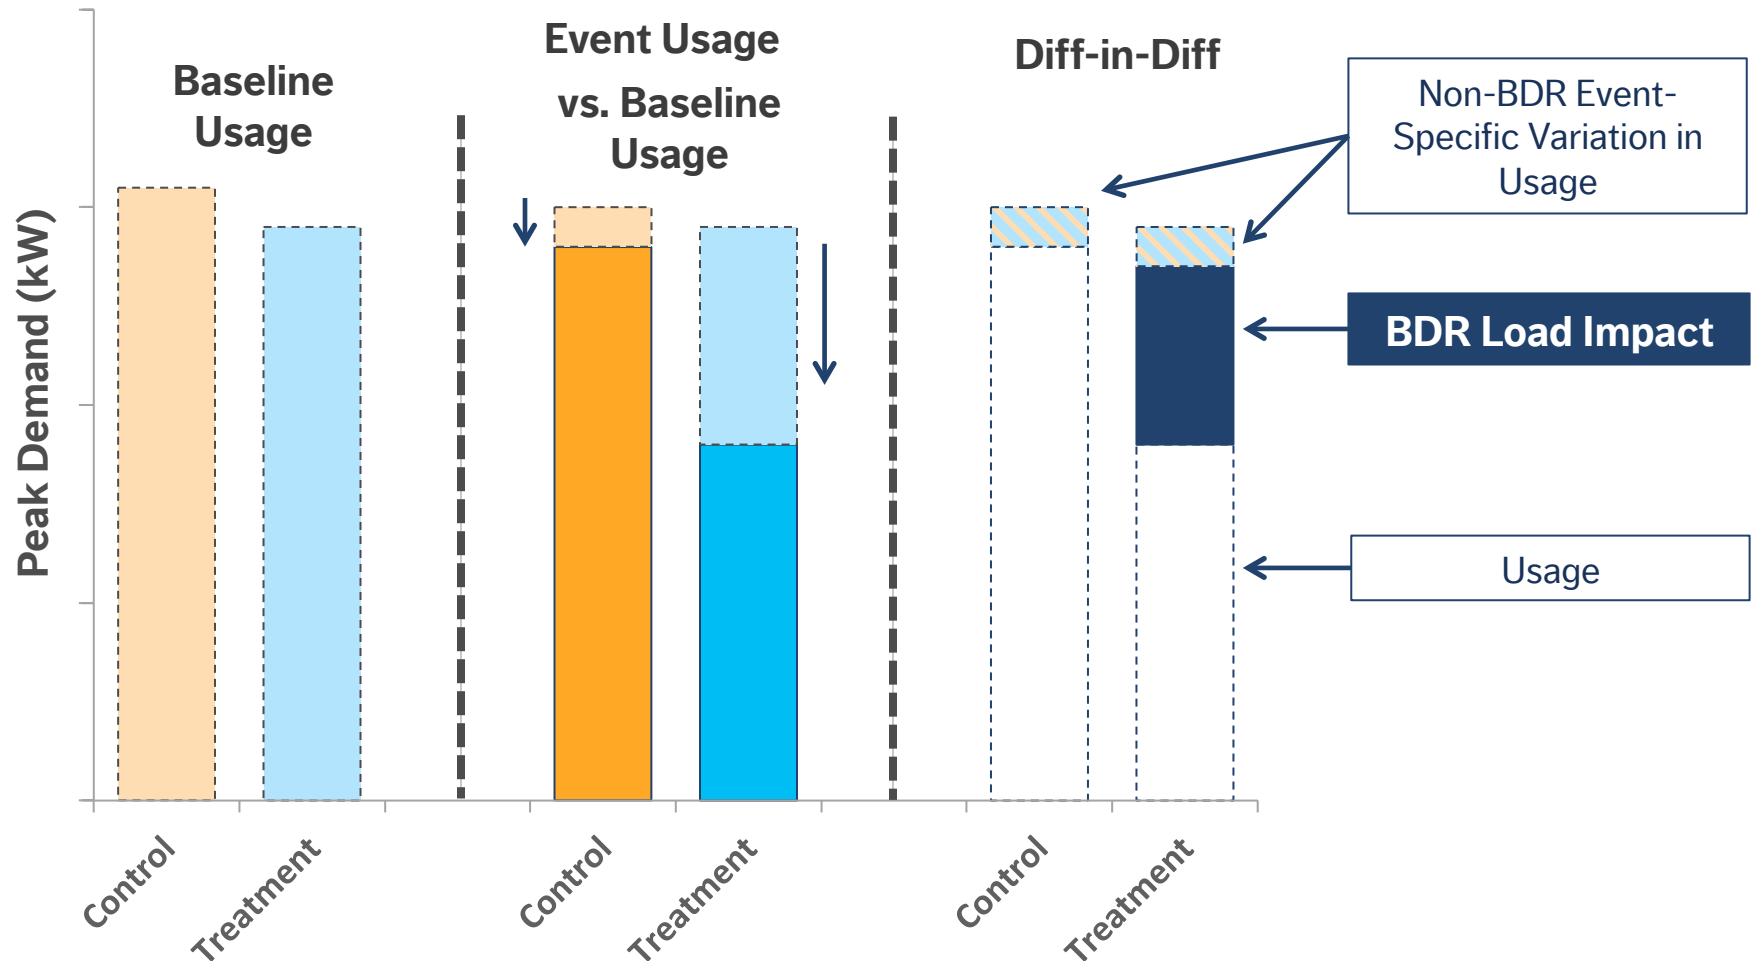 Peak Demand (kW)
Baseline
Usage
Event Usage
vs. Baseline
Usage
Diff-in-Diff
Non-BDR Event-
Specific Variation in
Usage
BDR Load Impact
Usage
Control
Treatment
Control
Treatment
Control
Treatment